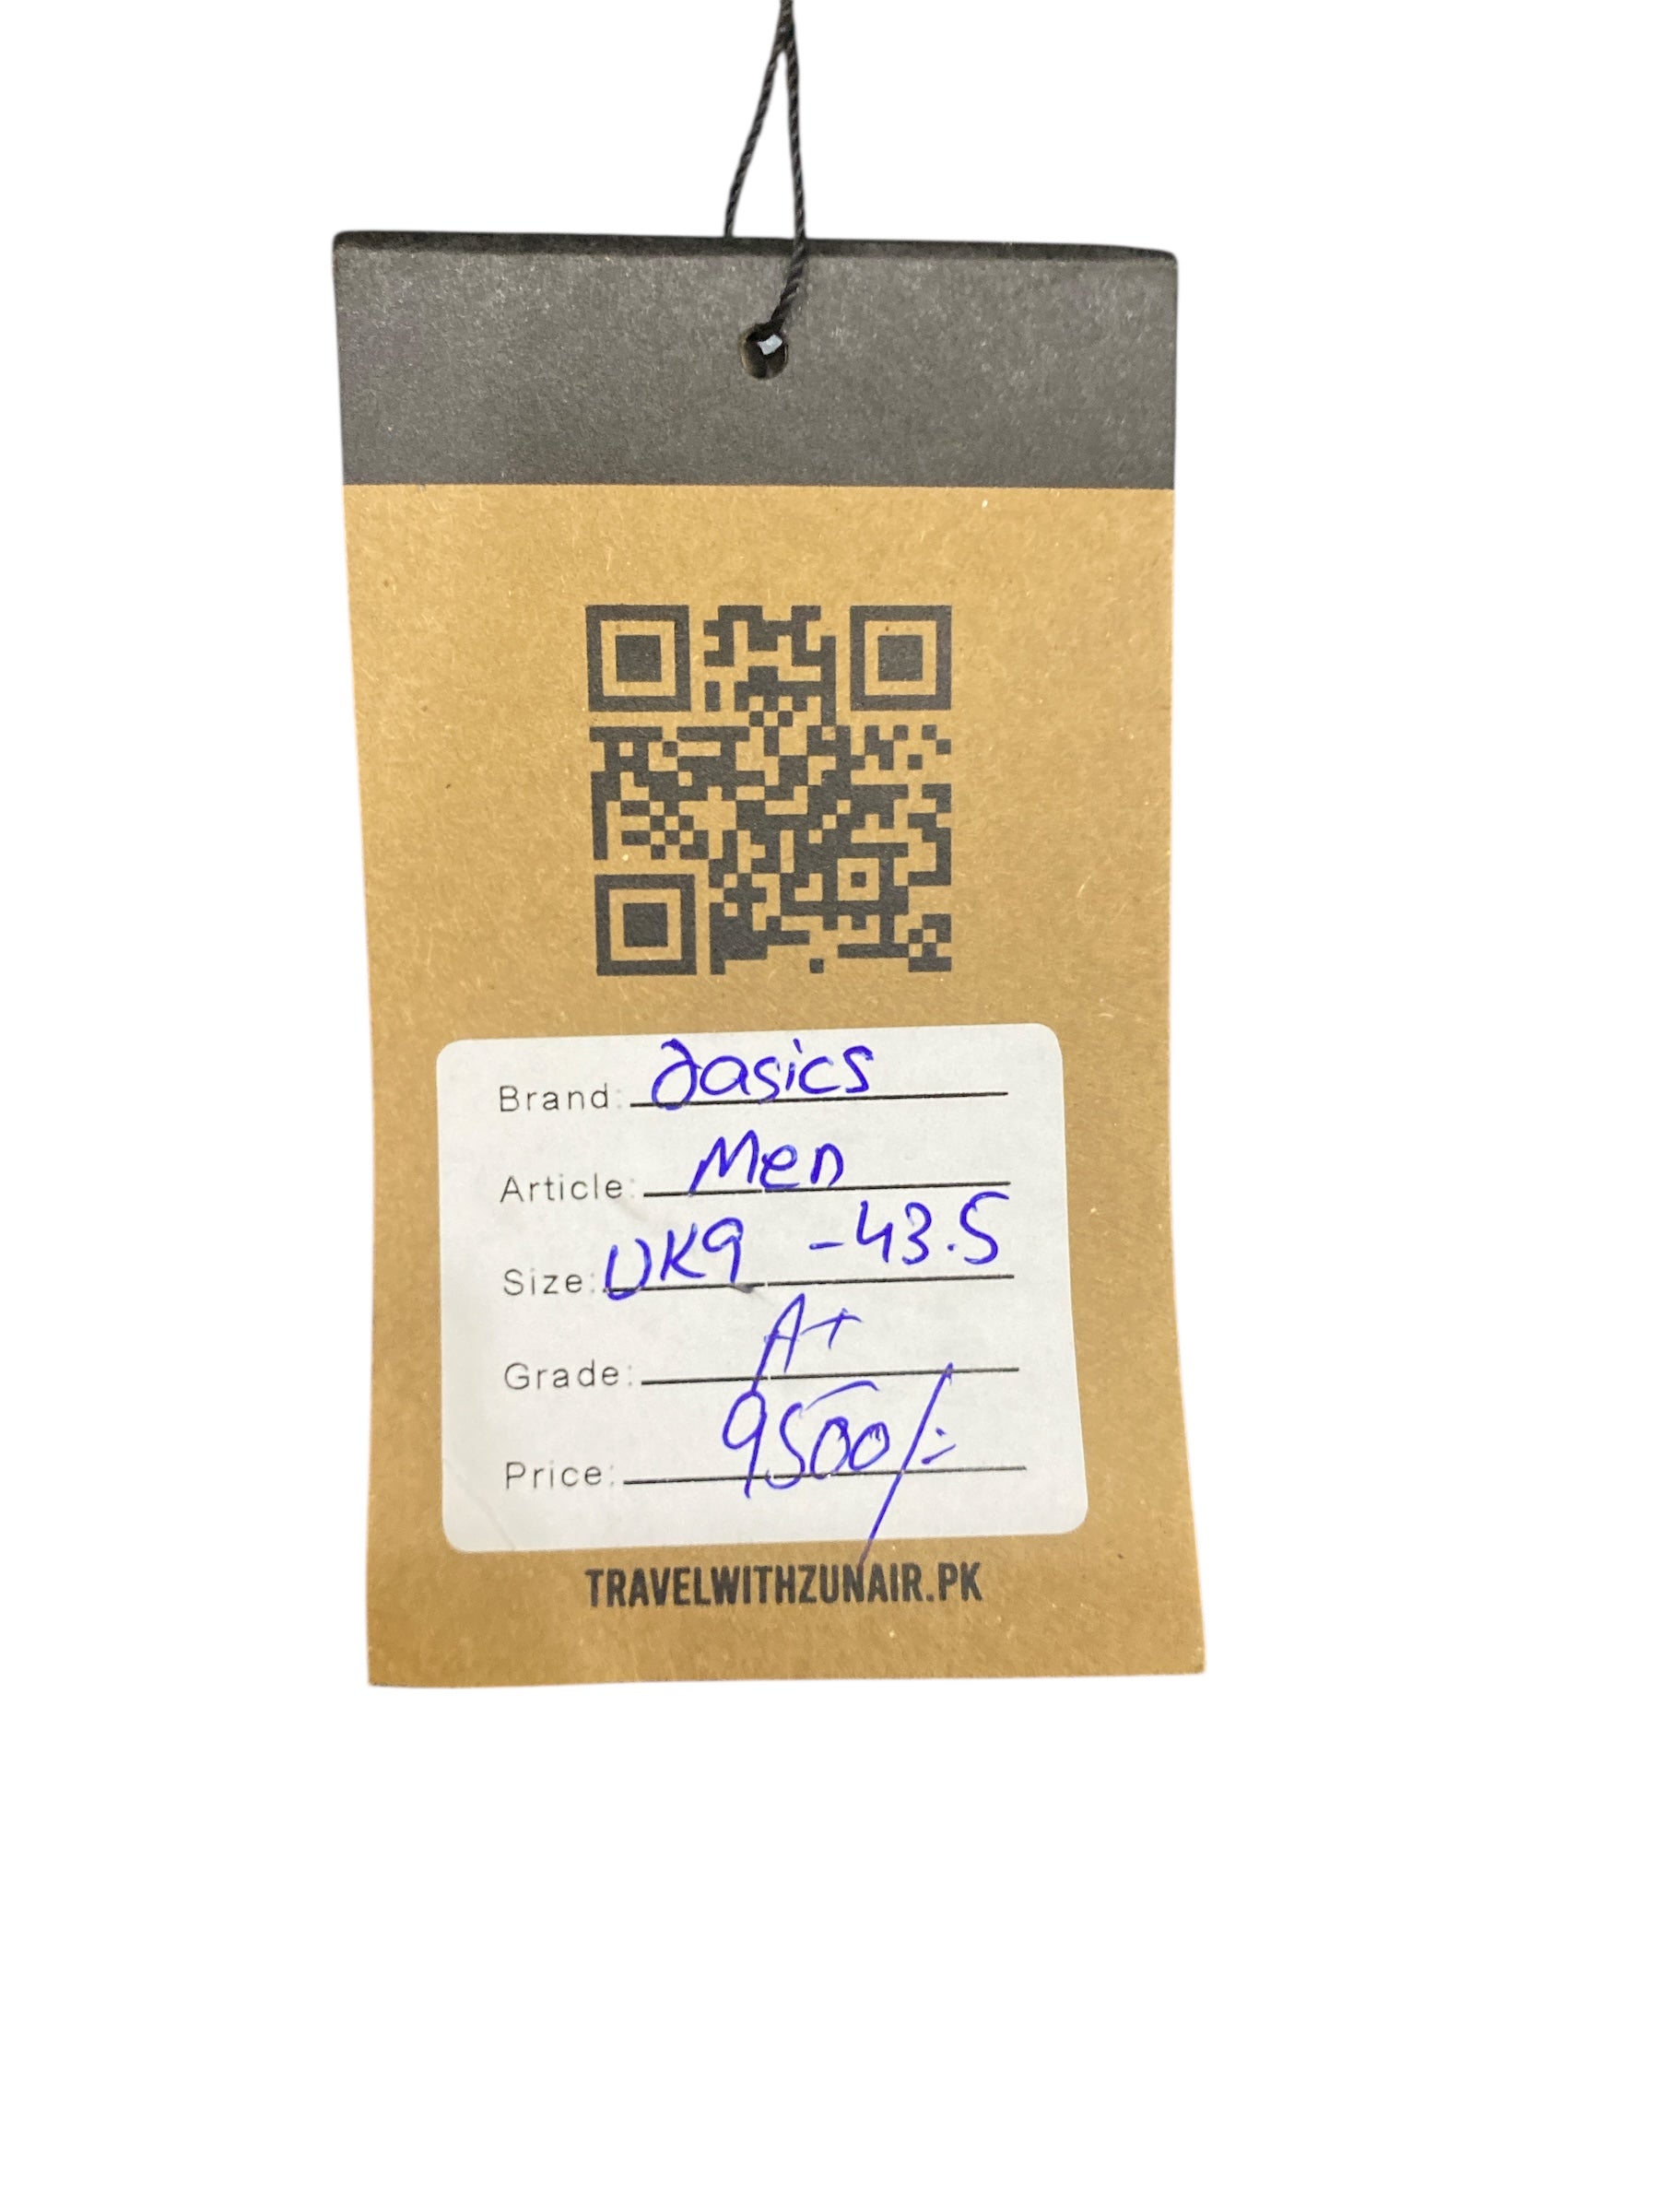 Brand: asics
Article: Men
Size: UK9 - 43.5
Grade: A+
Price: 9500/=
TRAVELWITHZUNAIR.PK